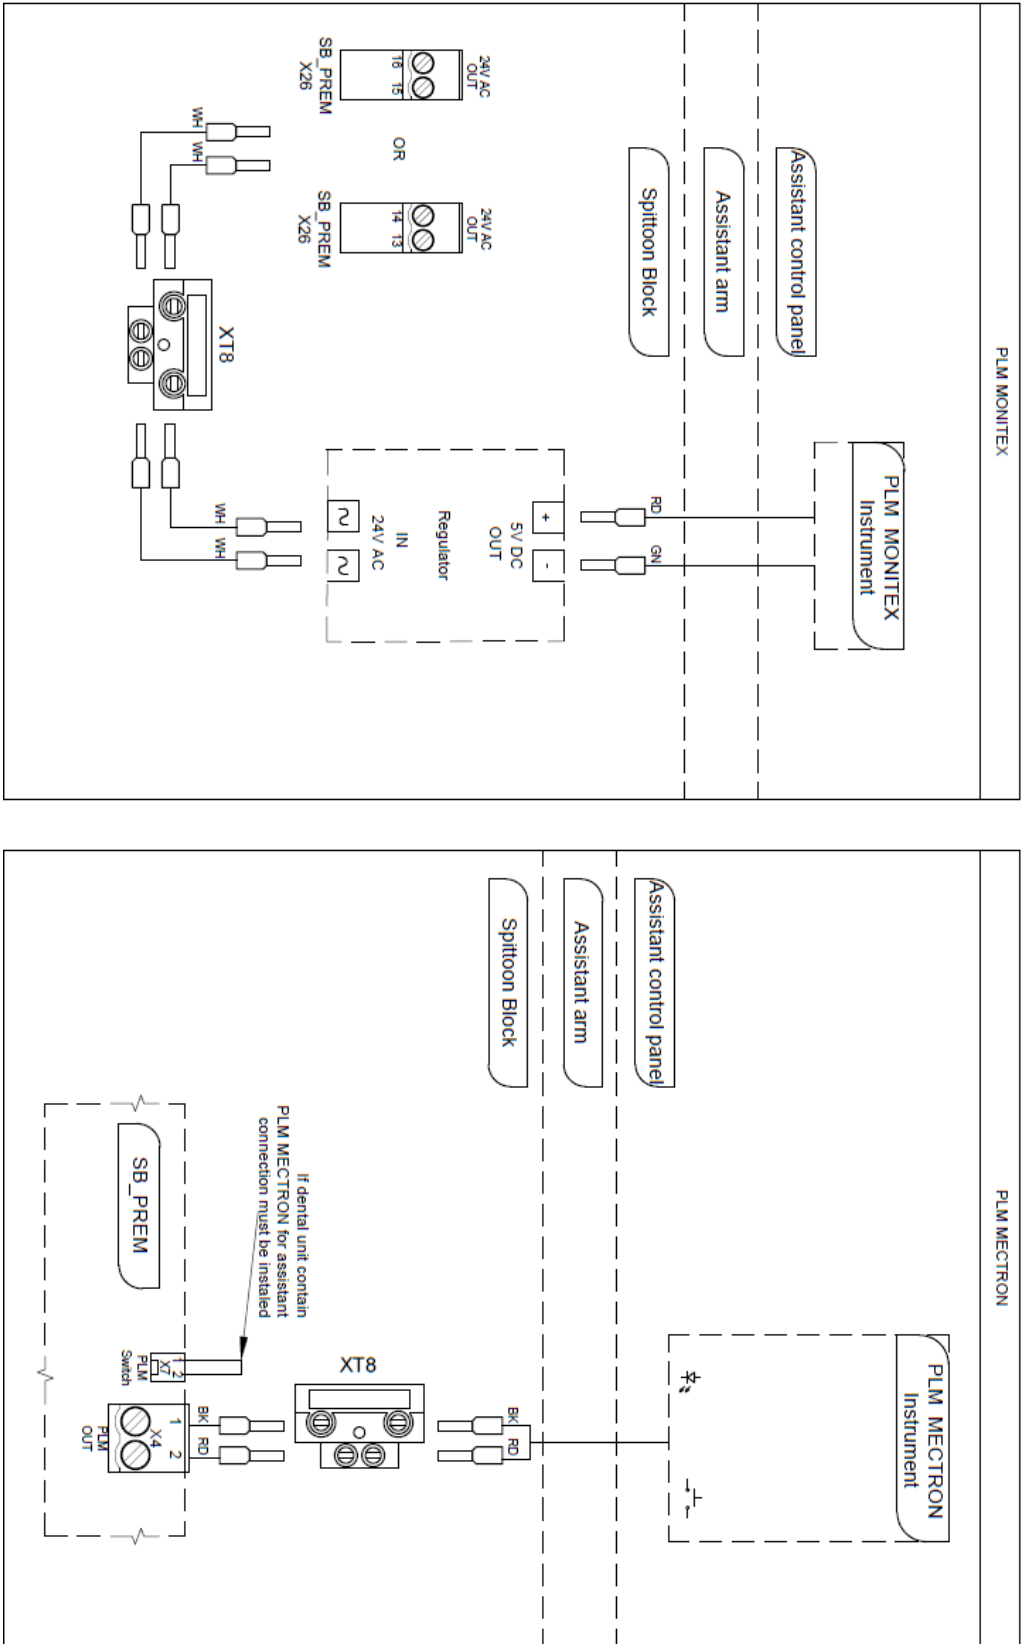 PLM MONITEX
PLM MONITEX
Instrument
Assistant control panel
Assistant arm
Spittoon Block
RD
GN
+
-
5V DC
OUT
Regulator
IN
24V AC
WH
WH
24V AC
OUT
16 15
SB_PREM
X26
OR
24V AC
OUT
14 13
SB_PREM
X26
WH
WH
XT8
PLM MECTRON
PLM MECTRON
Instrument
Assistant control panel
Assistant arm
Spittoon Block
BK
RD
XT8
If dental unit contain
PLM MECTRON for assistant
connection must be instaled
BK
RD
1 2
X7
PLM
Switch
1 2
X4
PLM
OUT
SB_PREM